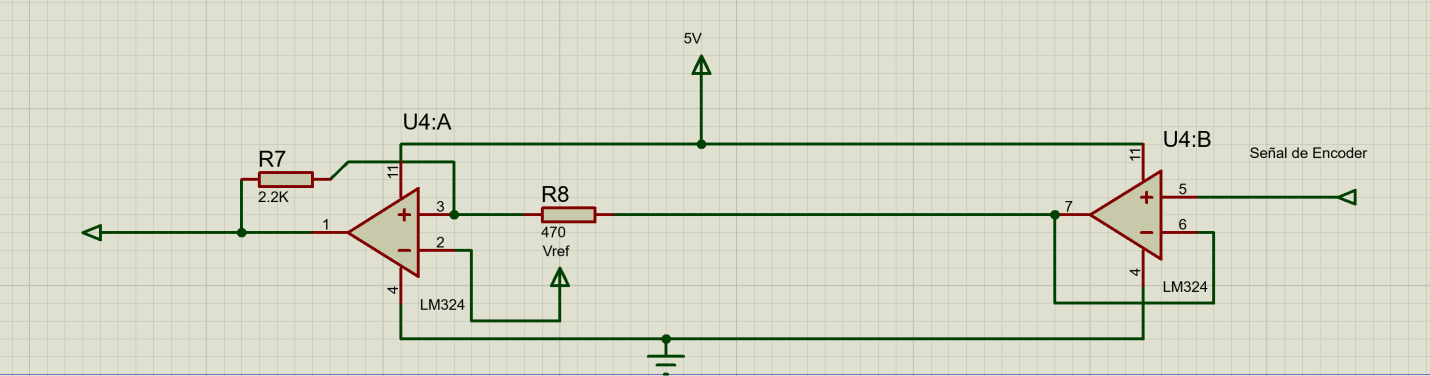 5V
U4:A
U4:B
Señal de Encoder
R7
2.2K
11
11
1
3
2
R8
470
Vref
7
5
6
4
4
LM324
LM324